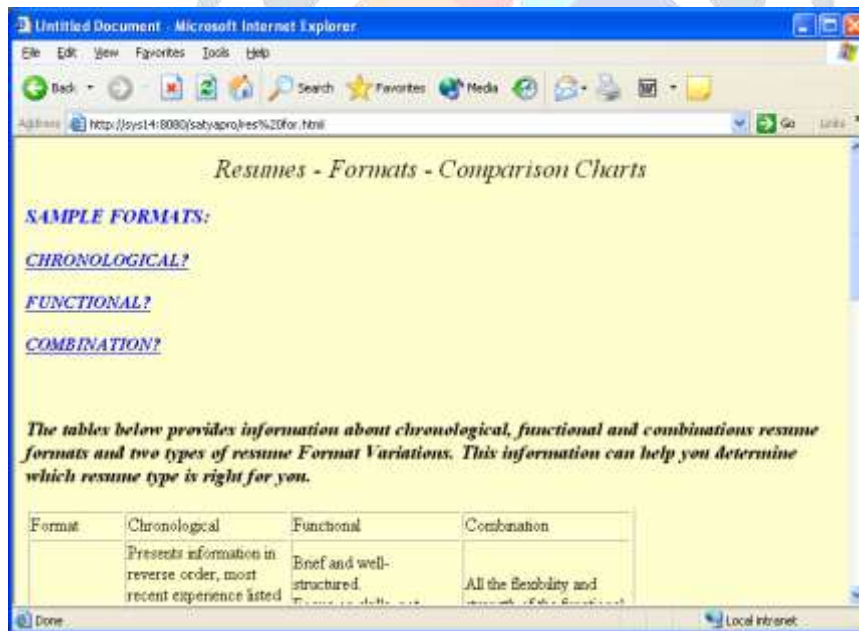 Untitled Document - Microsoft Internet Explorer
File Edit View Favorites Tools Help
Back Search Favorites Media
Address http://sys14:8080/satyapro/res%20for.html Go Links
Resumes - Formats - Comparison Charts
SAMPLE FORMATS:
CHRONOLOGICAL?
FUNCTIONAL?
COMBINATION?
The tables below provides information about chronological, functional and combinations resume
formats and two types of resume Format Variations. This information can help you determine
which resume type is right for you.
Format Chronological Functional Combination
Presents information in
reverse order, most
recent experience listed
Brief and well-
structured.
All the flexibility and
Done Local intranet